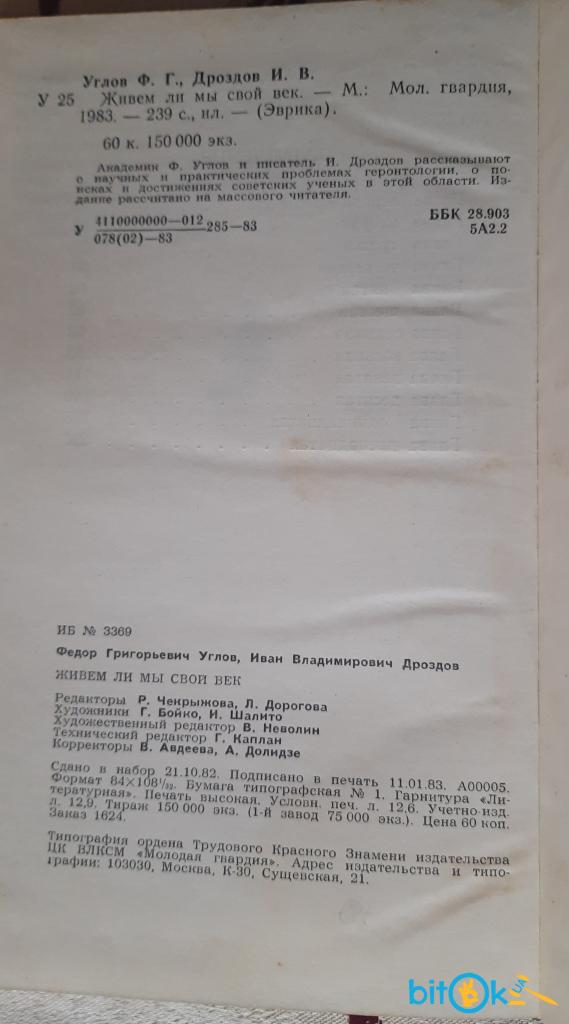 Углов Ф. Г., Дроздов И. В.
У 25 Живем ли мы свой век. — М.: Мол. гвардия,
1983. — 239 с., ил. — (Эврика).
60 к. 150 000 экз.
Академик Ф. Углов и писатель И. Дроздов рассказывают
о научных и практических проблемах геронтологии, о по-
исках и достижениях советских ученых в этой области. Из-
дание рассчитано на массового читателя.
У 4110000000—012
078(02)—83
285—83
ББК 28.903
5А2.2
ИБ № 3369
Федор Григорьевич Углов, Иван Владимирович Дроздов
ЖИВЕМ ЛИ МЫ СВОЙ ВЕК
Редакторы Р. Чекрыжова, Л. Дорогова
Художники Г. Бойко, И. Шалито
Художественный редактор В. Неволин
Технический редактор Г. Каплан
Корректоры В. Авдеева, А. Долидзе
Сдано в набор 21.10.82. Подписано в печать 11.01.83. А00005.
Формат 84×108¹/₃₂. Бумага типографская № 1. Гарнитура «Ли-
тературная». Печать высокая. Условн. печ. л. 12,6. Учетно-изд.
л. 12,9. Тираж 150 000 экз. (1-й завод 75 000 экз.). Цена 60 коп.
Заказ 1624.
Типография ордена Трудового Красного Знамени издательства
ЦК ВЛКСМ «Молодая гвардия». Адрес издательства и типо-
графии: 103030, Москва, К-30, Сущевская, 21.
bitOk UA